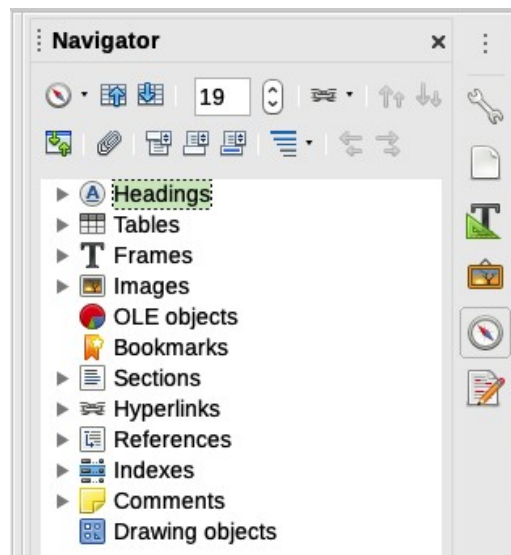 Navigator
19
Headings
Tables
Frames
Images
OLE objects
Bookmarks
Sections
Hyperlinks
References
Indexes
Comments
Drawing objects